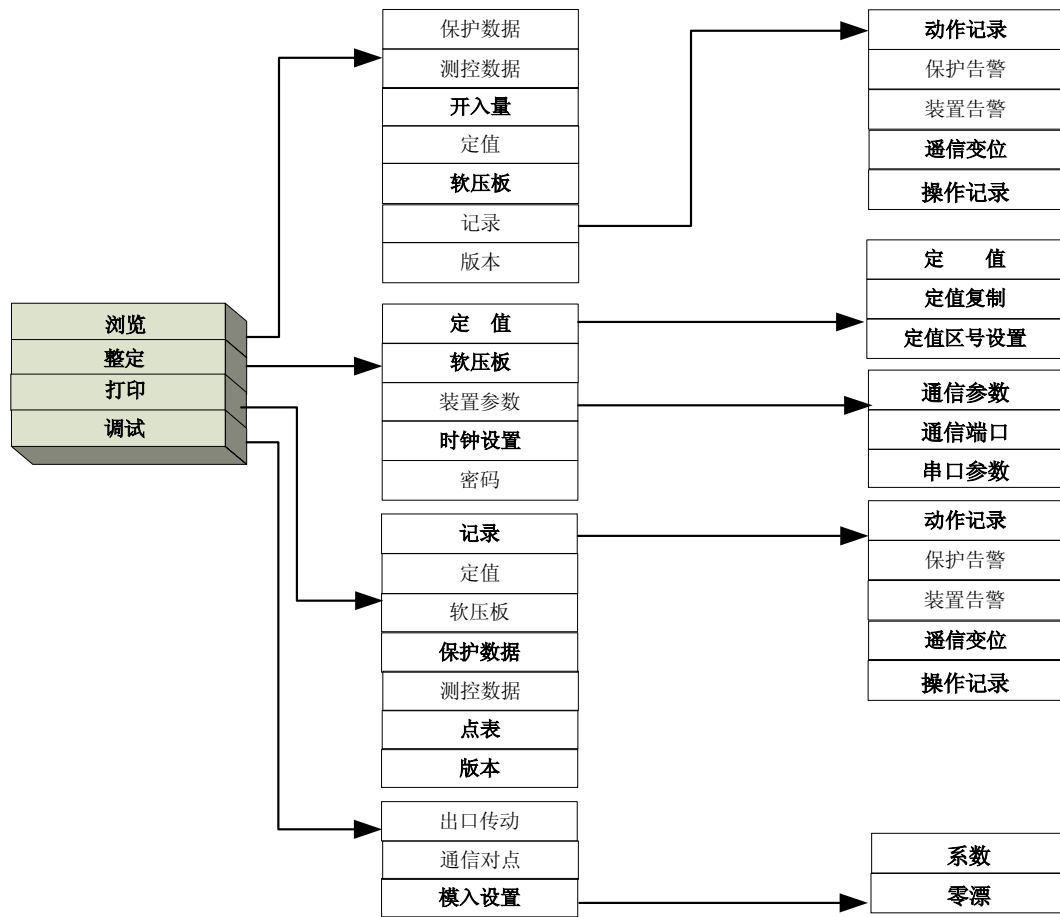 浏览
整定
打印
调试
保护数据
测控数据
开入量
定值
软压板
记录
版本
定 值
软压板
装置参数
时钟设置
密码
记录
定值
软压板
保护数据
测控数据
点表
版本
出口传动
通信对点
模入设置
动作记录
保护告警
装置告警
遥信变位
操作记录
定 值
定值复制
定值区号设置
通信参数
通信端口
串口参数
动作记录
保护告警
装置告警
遥信变位
操作记录
系数
零漂